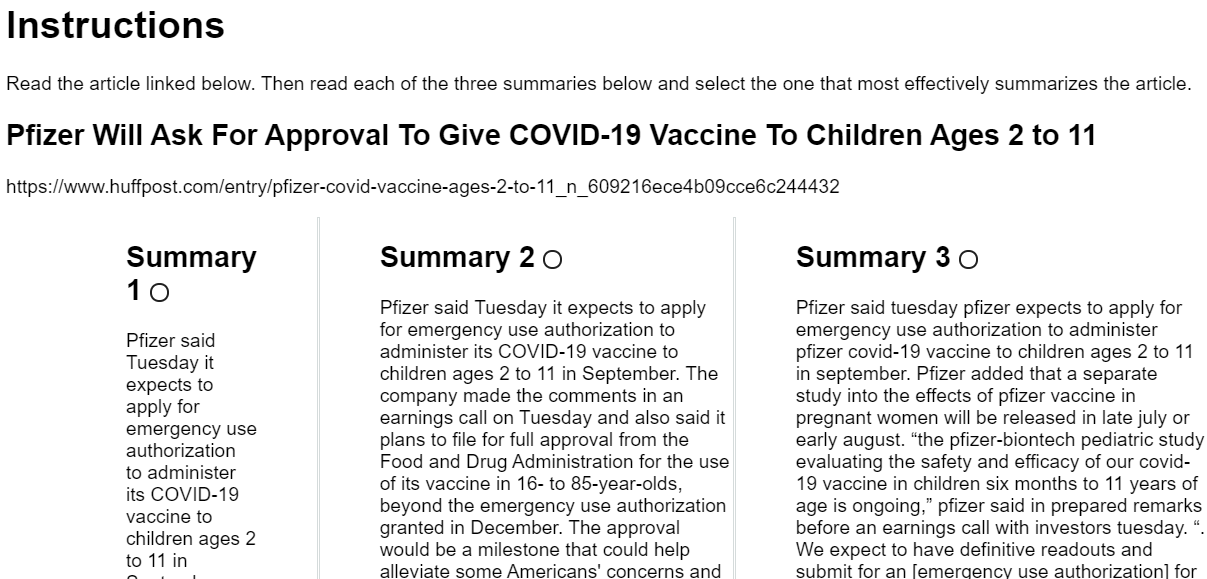 Instructions
Read the article linked below. Then read each of the three summaries below and select the one that most effectively summarizes the article.
Pfizer Will Ask For Approval To Give COVID-19 Vaccine To Children Ages 2 to 11
https://www.huffpost.com/entry/pfizer-covid-vaccine-ages-2-to-11_n_609216ece4b09cce6c244432
Summary
1
Pfizer said
Tuesday it
expects to
apply for
emergency use
authorization
to administer
its COVID-19
vaccine to
children ages 2
to 11 in
Summary 2
Pfizer said Tuesday it expects to apply
for emergency use authorization to
administer its COVID-19 vaccine to
children ages 2 to 11 in September. The
company made the comments in an
earnings call on Tuesday and also said it
plans to file for full approval from the
Food and Drug Administration for the use
of its vaccine in 16- to 85-year-olds,
beyond the emergency use authorization
granted in December. The approval
would be a milestone that could help
alleviate some Americans' concerns and
Summary 3
Pfizer said tuesday pfizer expects to apply for
emergency use authorization to administer
pfizer covid-19 vaccine to children ages 2 to 11
in september. Pfizer added that a separate
study into the effects of pfizer vaccine in
pregnant women will be released in late july or
early august. “the pfizer-biontech pediatric study
evaluating the safety and efficacy of our covid-
19 vaccine in children six months to 11 years of
age is ongoing,” pfizer said in prepared remarks
before an earnings call with investors tuesday. “.
We expect to have definitive readouts and
submit for an [emergency use authorization] for